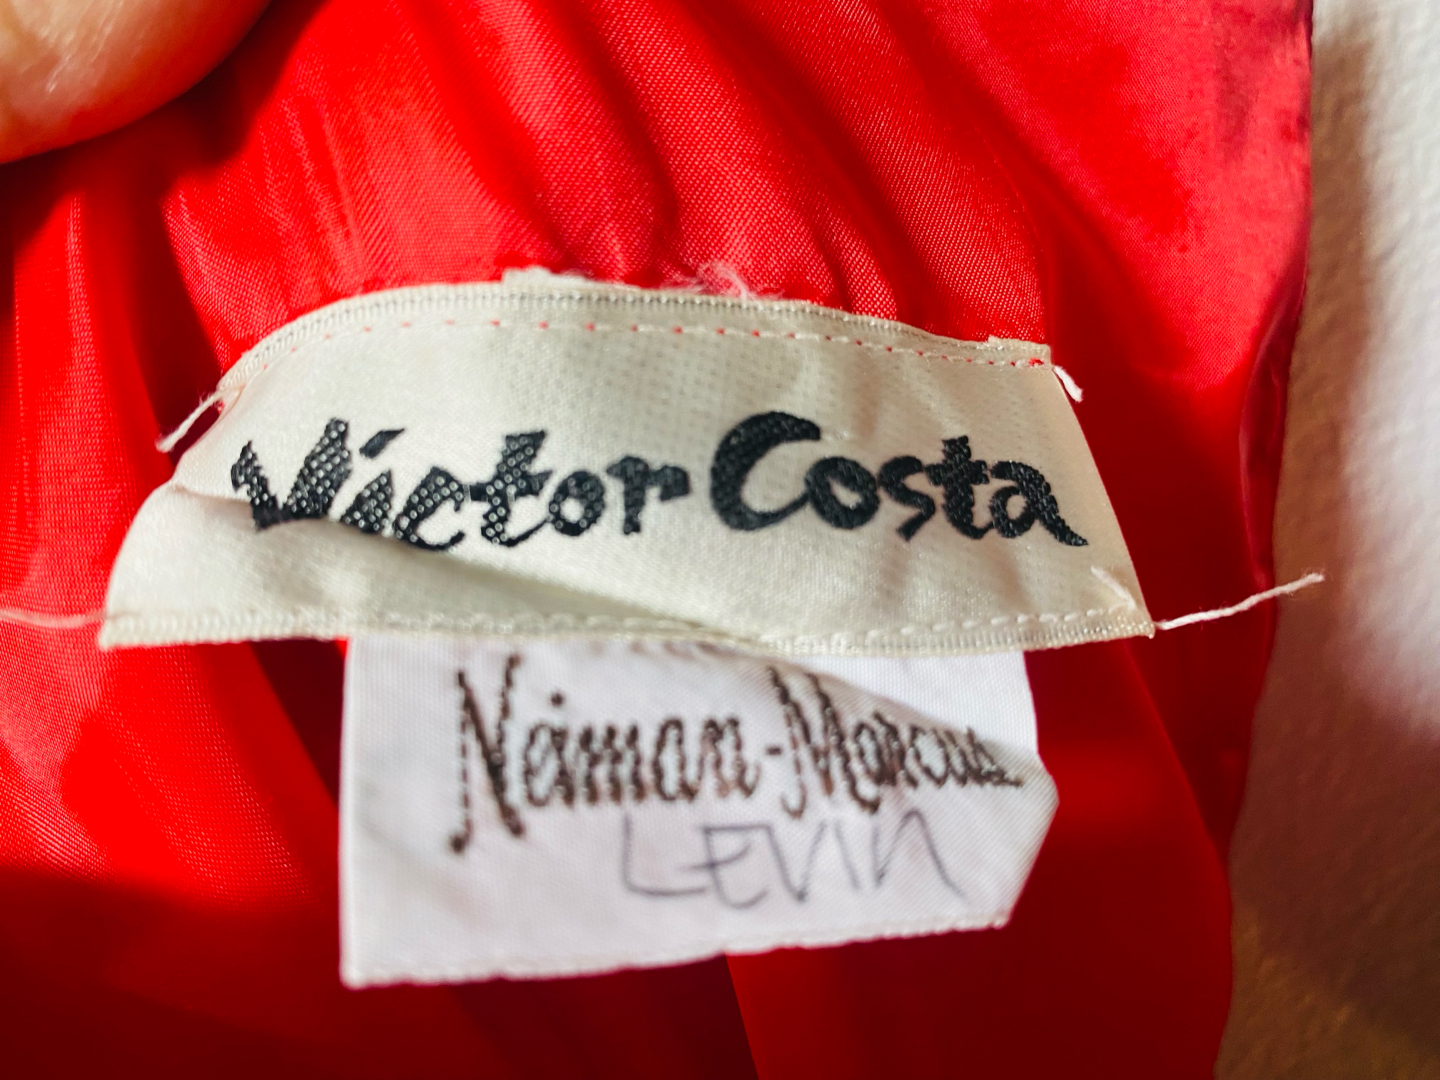 Victor Costa
Neiman-Marcus
LEVIN